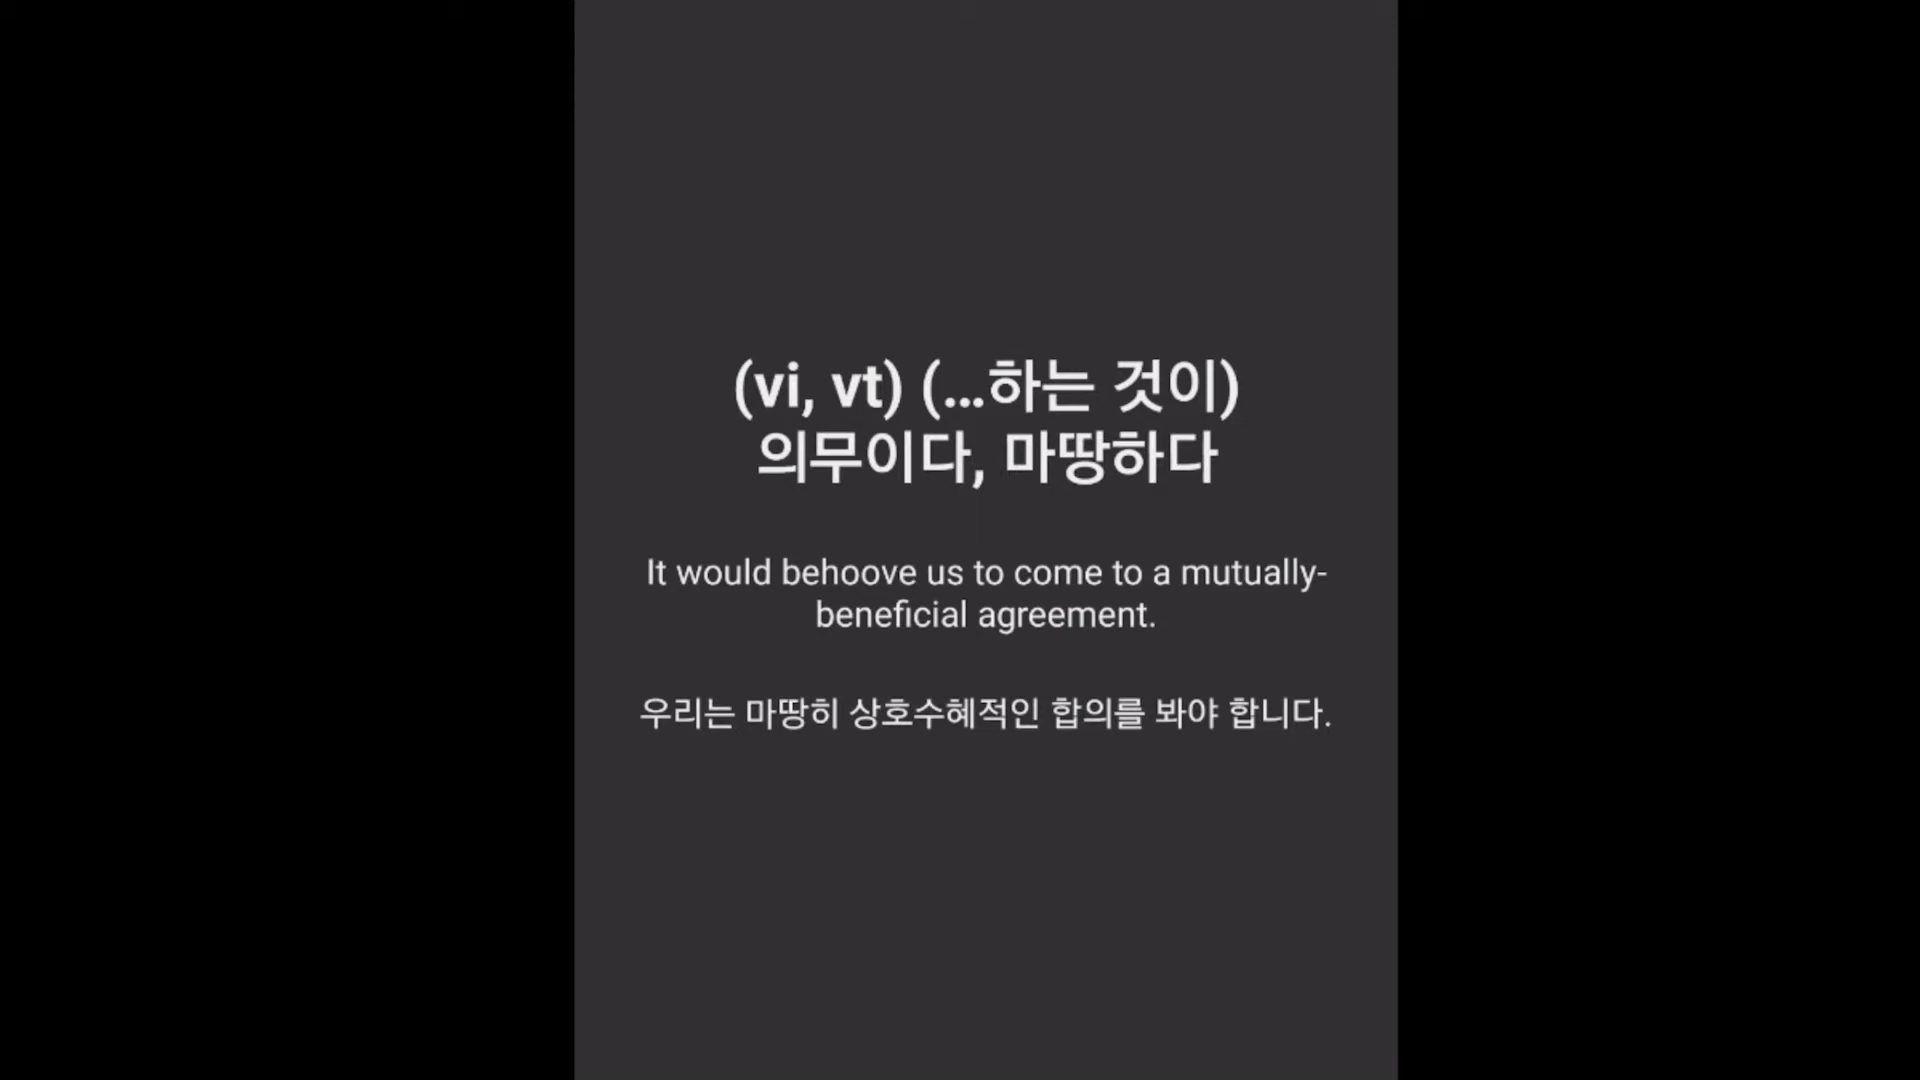 (vi, vt) (...하는 것이)
의무이다, 마땅하다
It would behoove us to come to a mutually-
beneficial agreement.
우리는 마땅히 상호수혜적인 합의를 봐야 합니다.